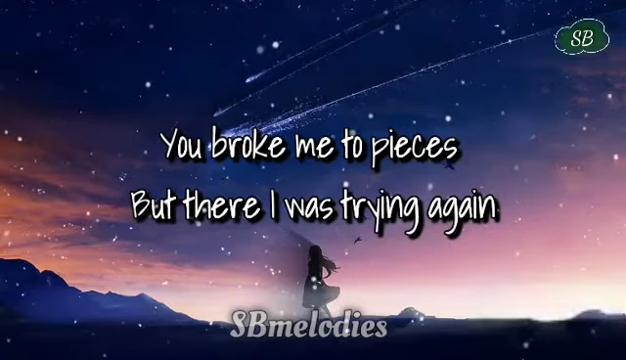 SB
You broke me to pieces
But there I was trying again
SBmelodies